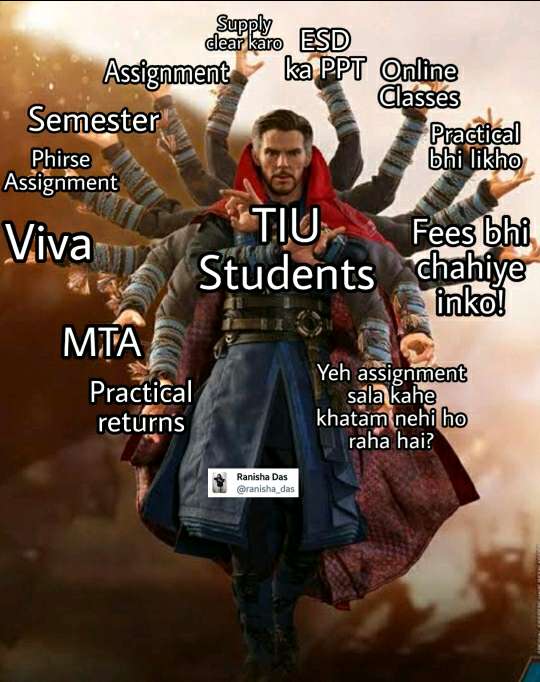 Supply
clear karo
ESD
ka PPT
Assignment
Online
Classes
Semester
Practical
bhi likho
Phirse
Assignment
TIU
Students
Viva
Fees bhi
chahiye
inko!
MTA
Practical
returns
Yeh assignment
sala kahe
khatam nehi ho
raha hai?
Ranisha Das
@ranisha_das